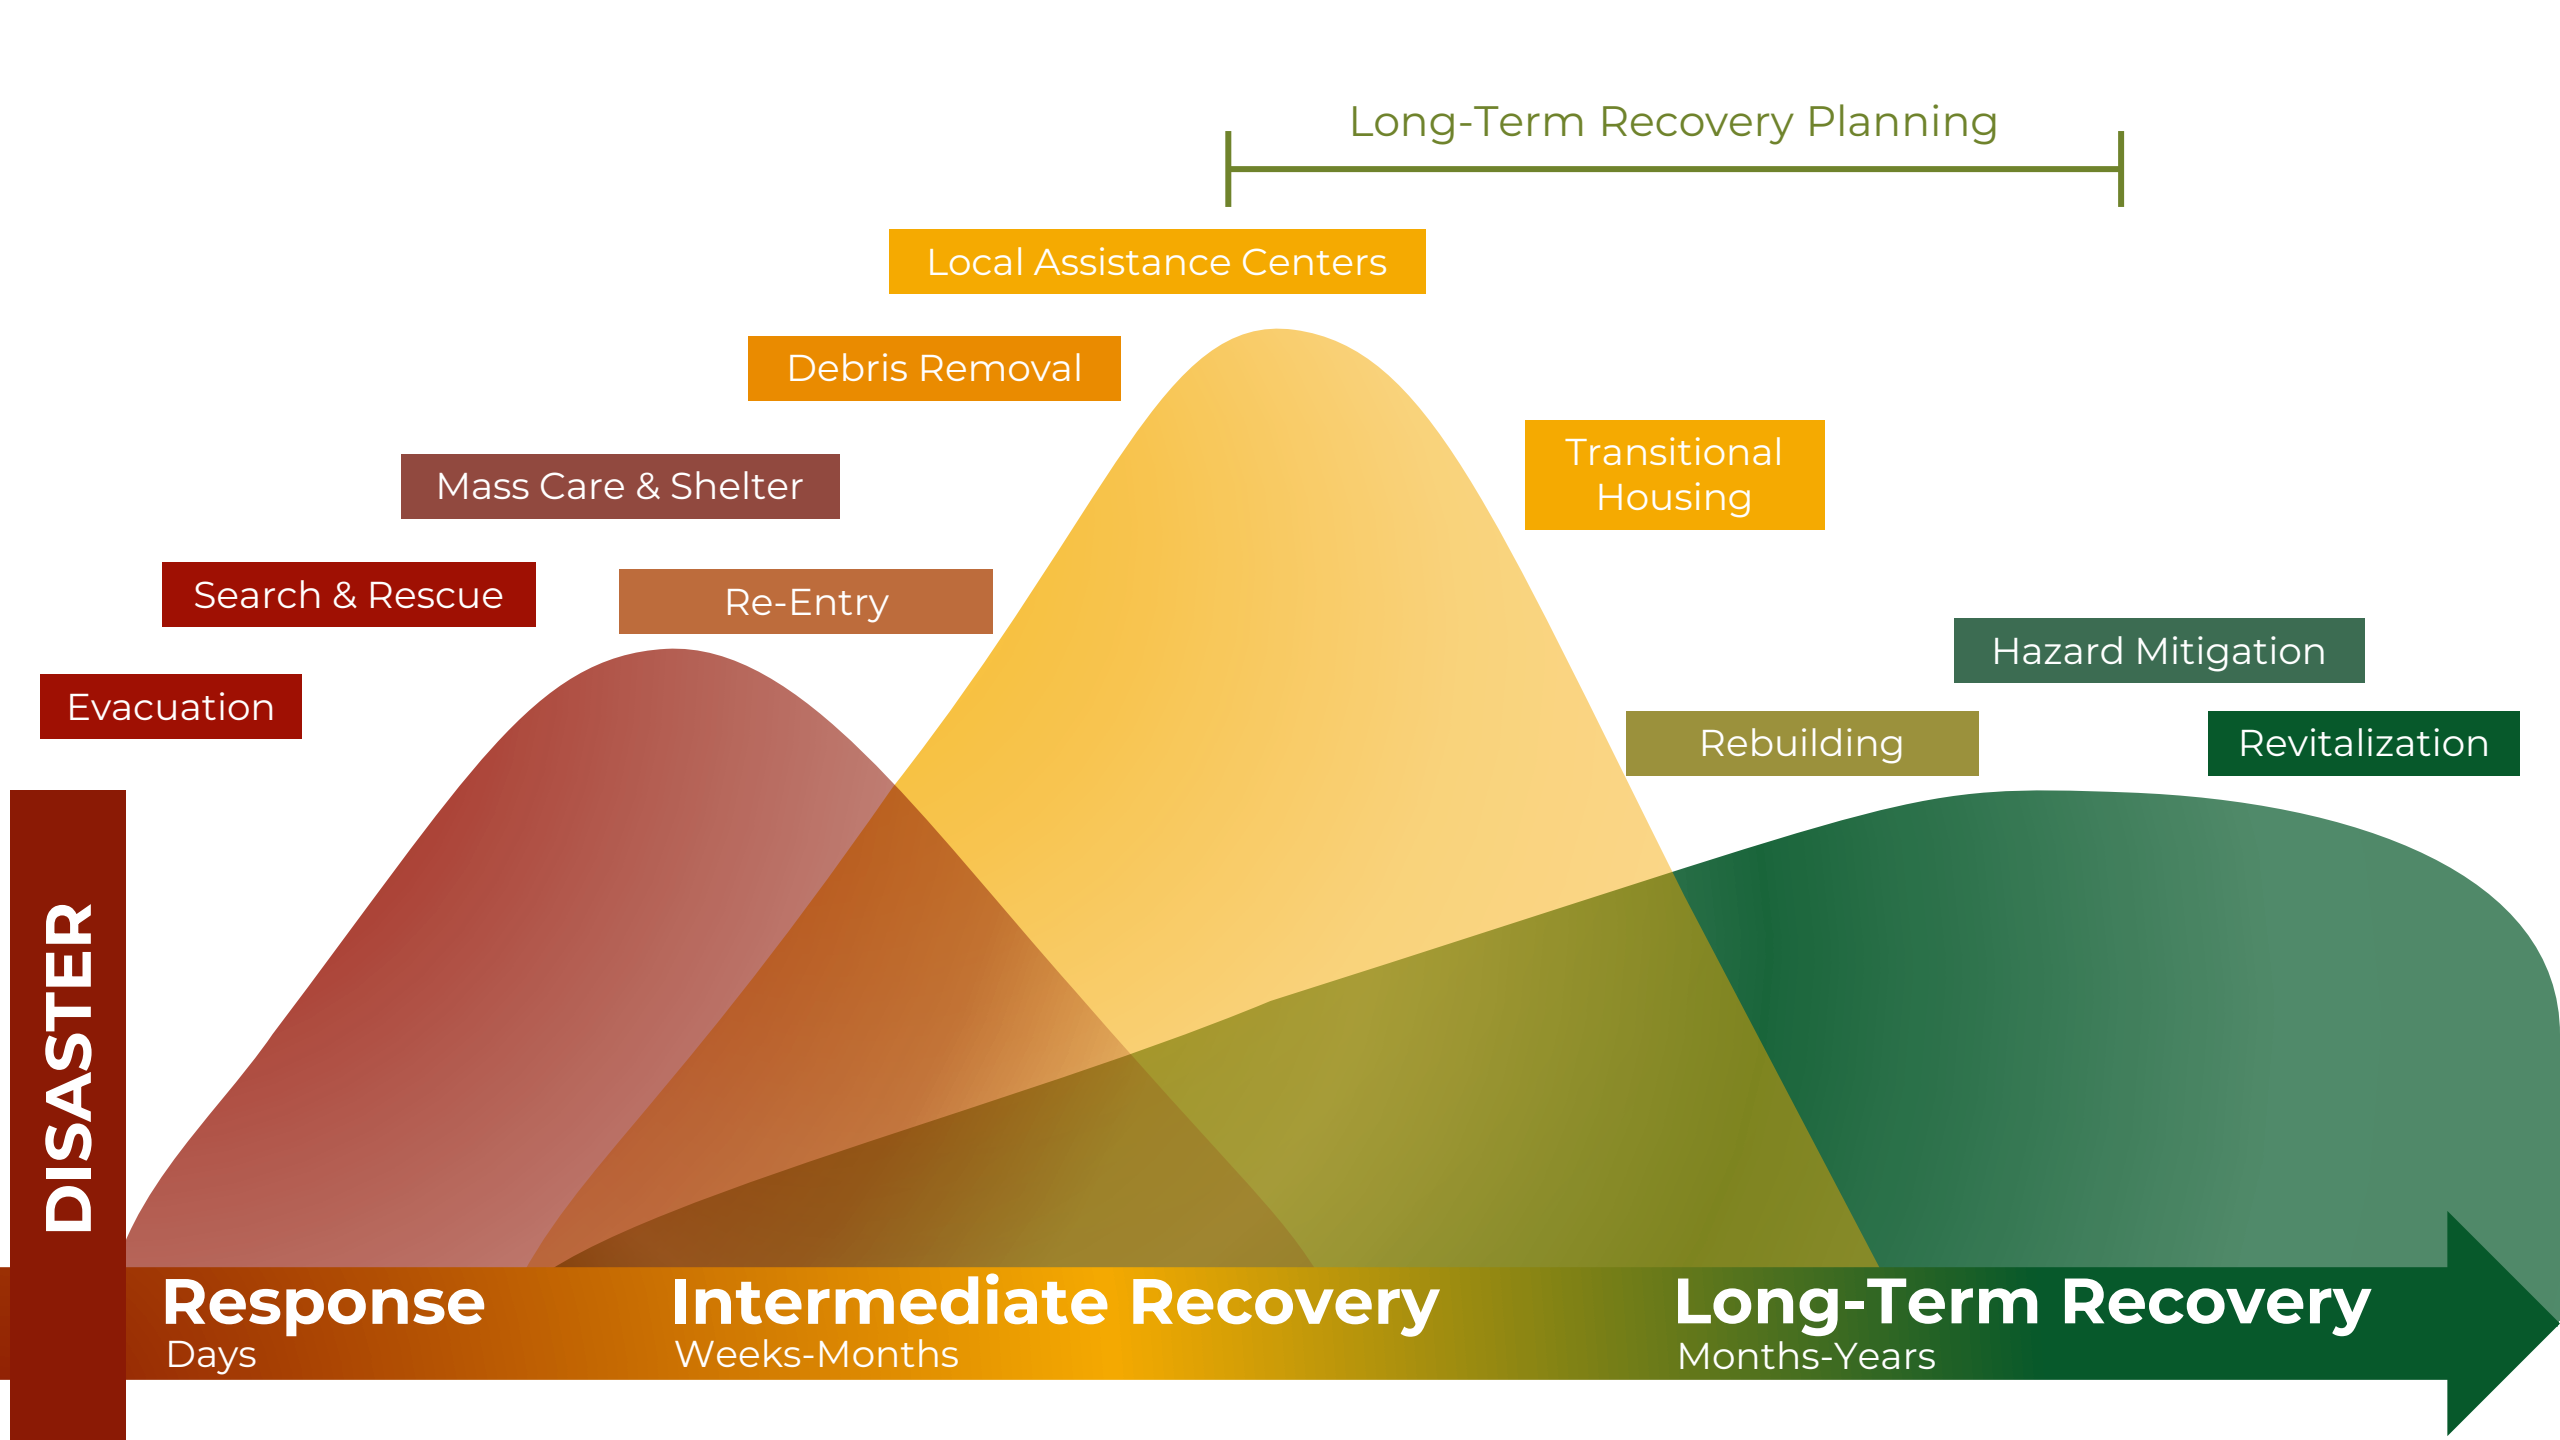 Long-Term Recovery Planning
Local Assistance Centers
Debris Removal
Transitional
Housing
Mass Care & Shelter
Search & Rescue
Re-Entry
Evacuation
Hazard Mitigation
Rebuilding
Revitalization
DISASTER
Response
Days
Intermediate Recovery
Weeks-Months
Long-Term Recovery
Months-Years